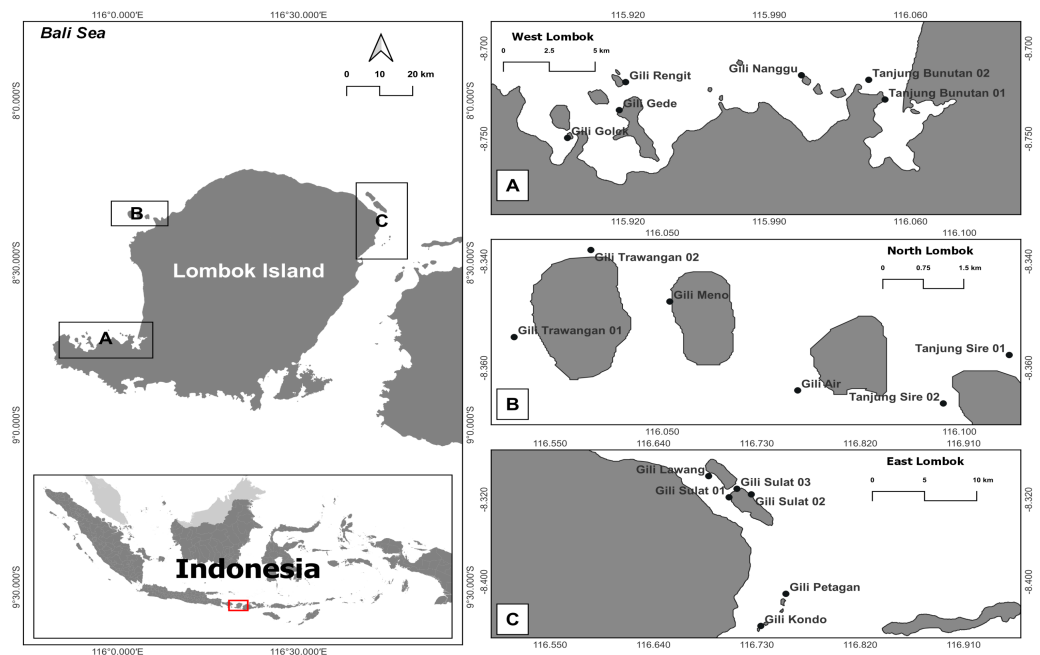 116°0.000'E 116°30.000'E
Bali Sea
0 10 20 km
8°0.000'S 8°0.000'S
B
C
Lombok Island
8°30.000'S 8°30.000'S
A
9°0.000'S 9°0.000'S
Indonesia
9°30.000'S 9°30.000'S
116°0.000'E 116°30.000'E
115.920 115.990 116.060
West Lombok
0 2.5 5 km
-8.700 -8.700
Gili Rengit
Gili Nanggu
Tanjung Bunutan 02
Gili Gede
Tanjung Bunutan 01
Gili Golek
-8.750 -8.750
A
115.920 115.990 116.060
116.050 116.100
North Lombok
0 0.75 1.5 km
-8.340 -8.340
Gili Trawangan 02
Gili Meno
Gili Trawangan 01
Tanjung Sire 01
-8.360 -8.360
Gili Air
Tanjung Sire 02
B
116.050 116.100
116.550 116.640 116.730 116.820 116.910
East Lombok
0 5 10 km
Gili Lawang
Gili Sulat 03
Gili Sulat 01
Gili Sulat 02
-8.320 -8.320
-8.400 -8.400
Gili Petagan
Gili Kondo
C
116.550 116.640 116.730 116.820 116.910